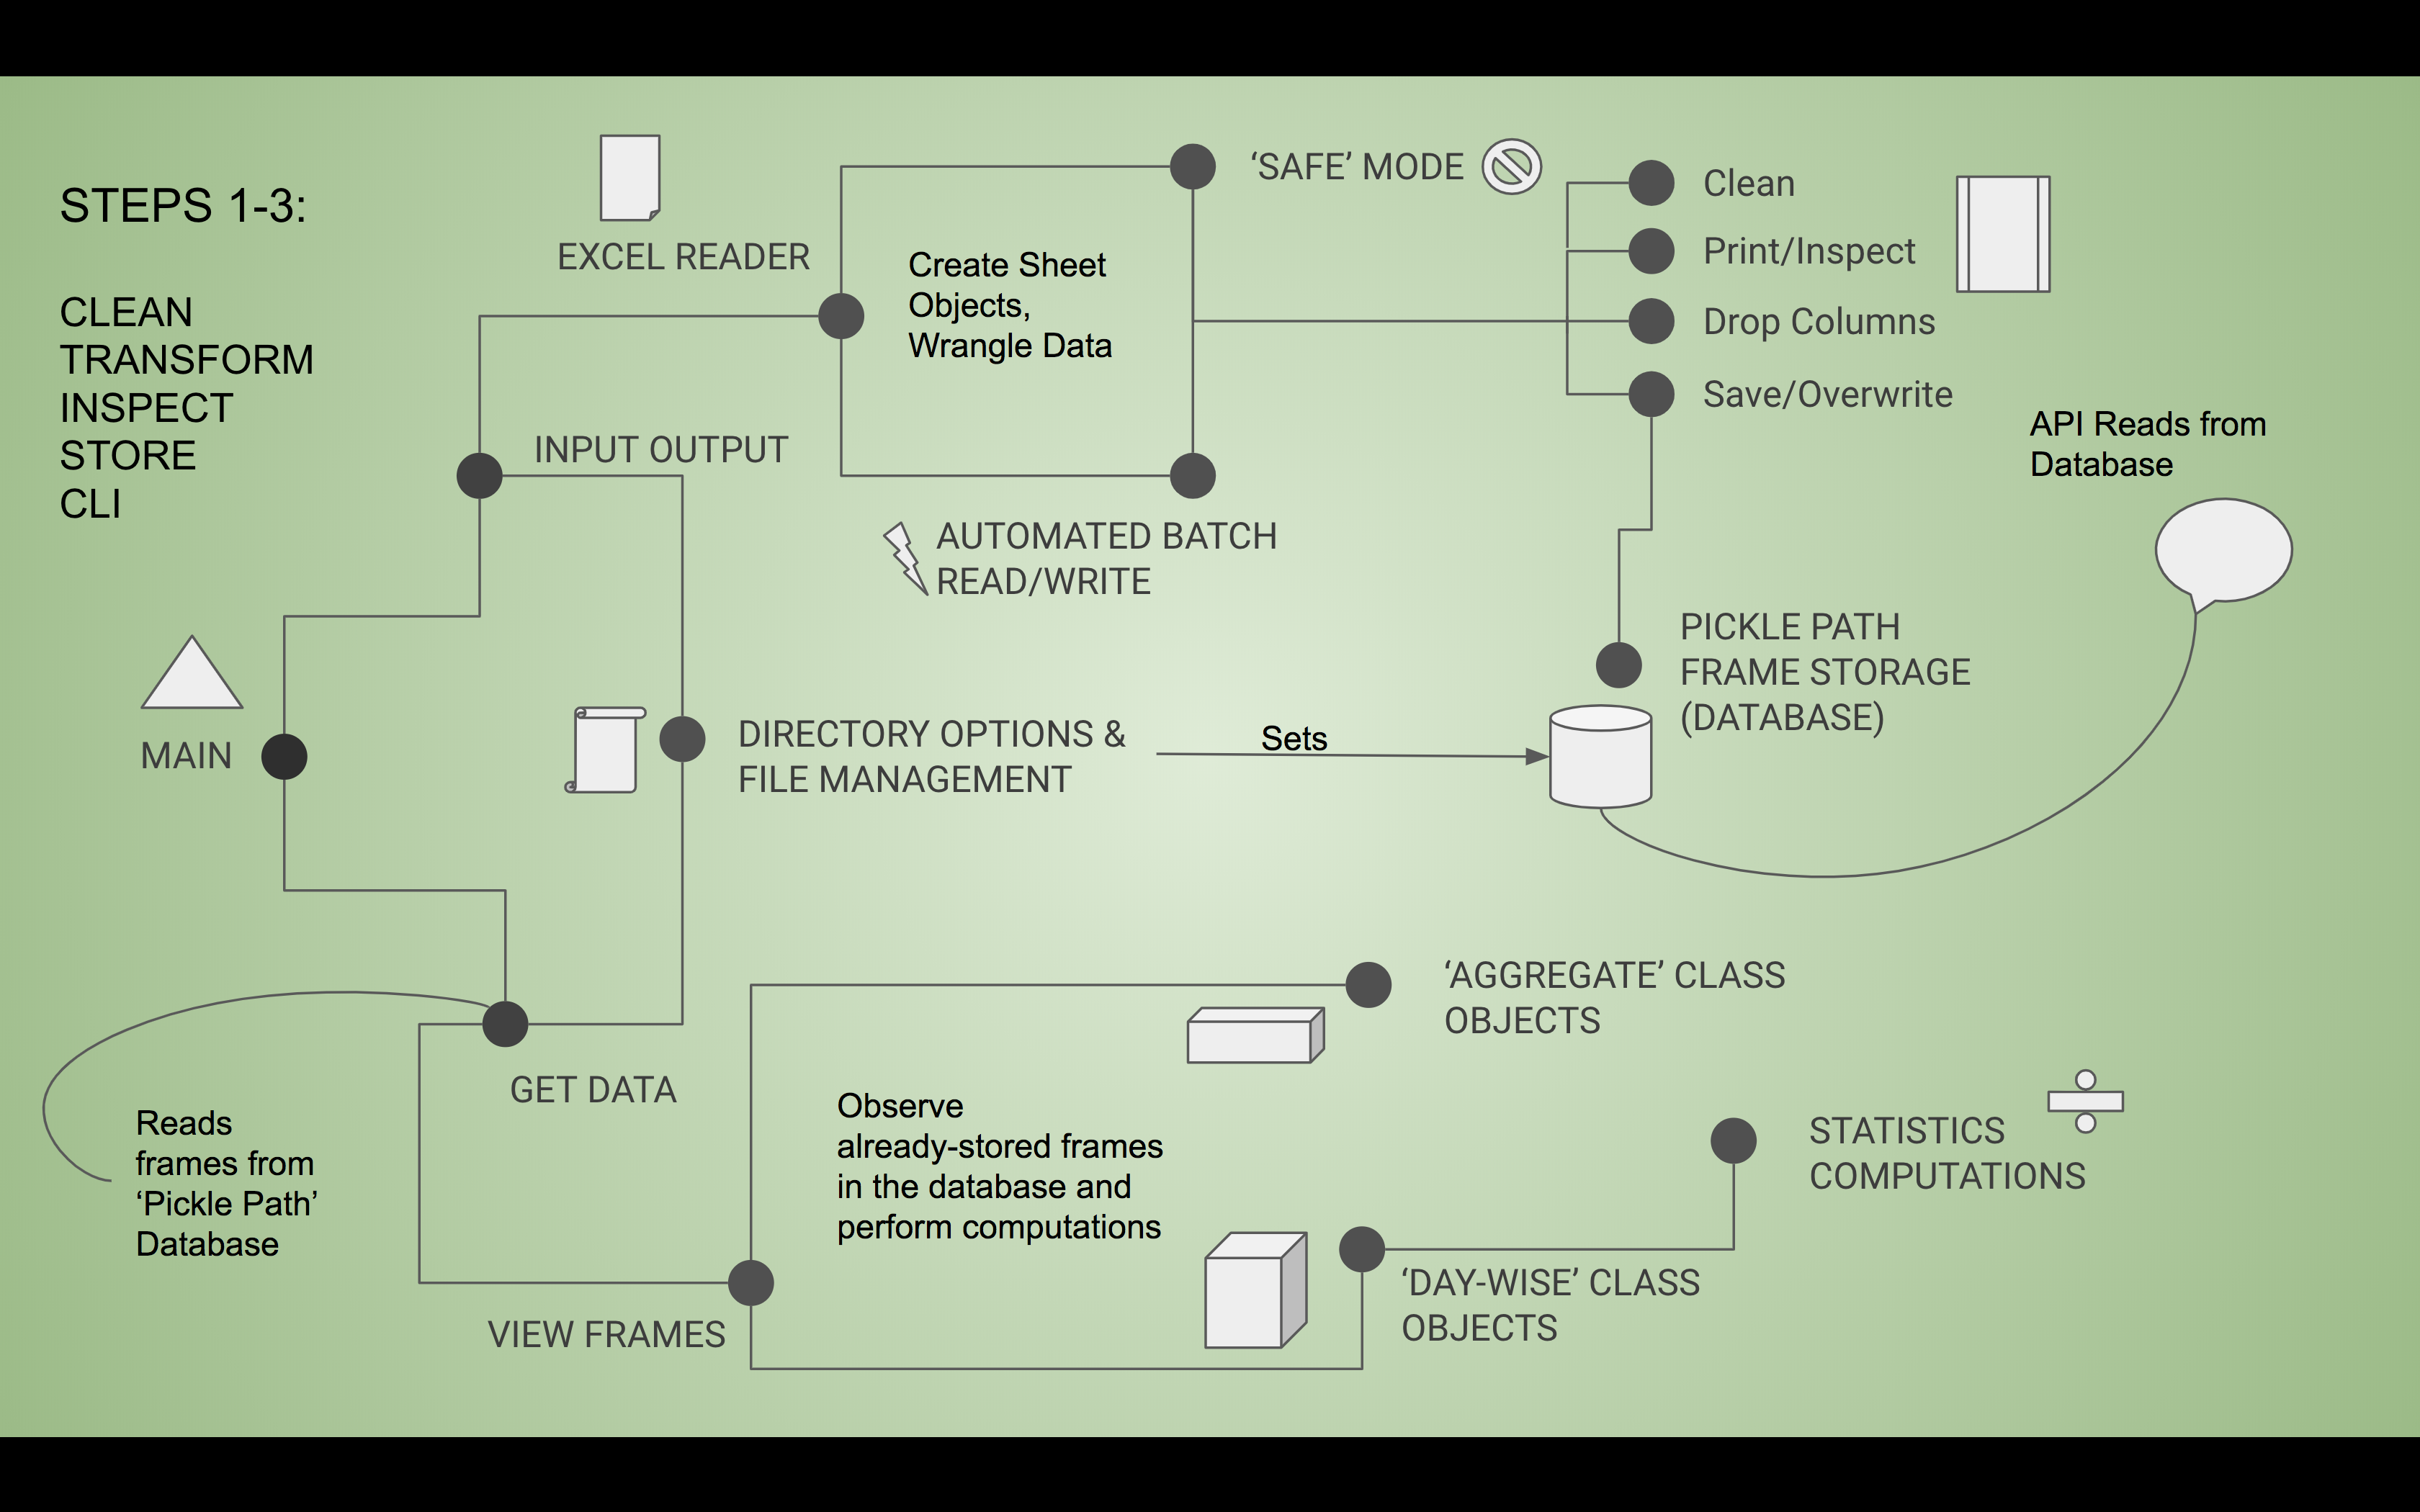 STEPS 1-3:
CLEAN
TRANSFORM
INSPECT
STORE
CLI
EXCEL READER
Create Sheet
Objects,
Wrangle Data
‘SAFE’ MODE
Clean
Print/Inspect
Drop Columns
Save/Overwrite
API Reads from
Database
INPUT OUTPUT
AUTOMATED BATCH
READ/WRITE
MAIN
DIRECTORY OPTIONS &
FILE MANAGEMENT
Sets
PICKLE PATH
FRAME STORAGE
(DATABASE)
GET DATA
Reads
frames from
‘Pickle Path’
Database
VIEW FRAMES
Observe
already-stored frames
in the database and
perform computations
‘AGGREGATE’ CLASS
OBJECTS
‘DAY-WISE’ CLASS
OBJECTS
STATISTICS
COMPUTATIONS